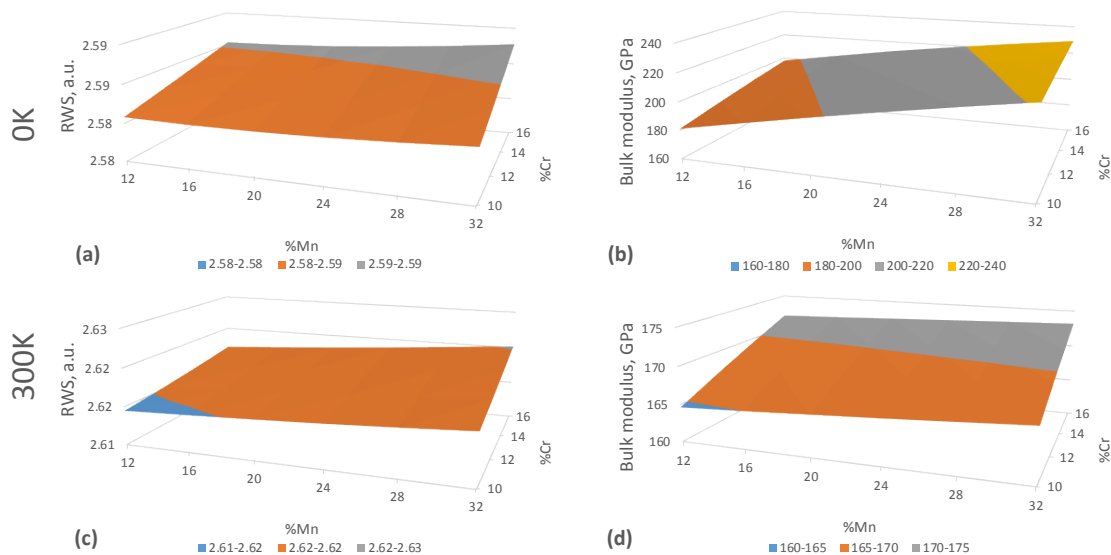 0K
RWS, a.u.
2.59
2.59
2.58
2.58
12
16
20
24
28
32
10
12
14
16
%Cr
(a)
%Mn
2.58-2.58 2.58-2.59 2.59-2.59
Bulk modulus, GPa
240
220
200
180
160
12
16
20
24
28
32
10
12
14
16
%Cr
(b)
%Mn
160-180 180-200 200-220 220-240
300K
RWS, a.u.
2.63
2.62
2.62
2.61
12
16
20
24
28
32
10
12
14
16
%Cr
(c)
%Mn
2.61-2.62 2.62-2.62 2.62-2.63
Bulk modulus, GPa
175
170
165
160
12
16
20
24
28
32
10
12
14
16
%Cr
(d)
%Mn
160-165 165-170 170-175